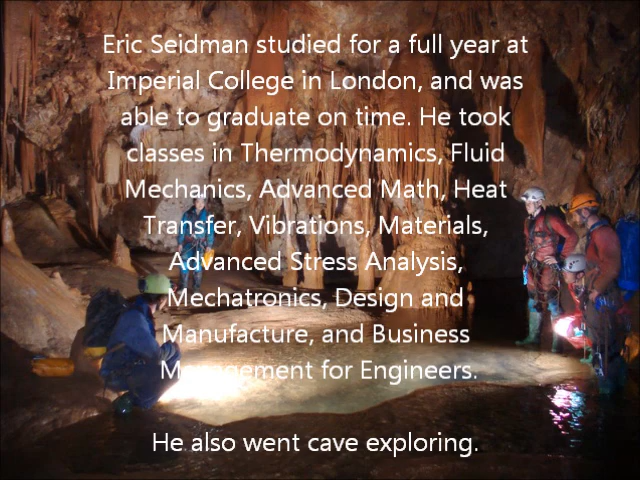 Eric Seidman studied for a full year at
Imperial College in London, and was
able to graduate on time. He took
classes in Thermodynamics, Fluid
Mechanics, Advanced Math, Heat
Transfer, Vibrations, Materials,
Advanced Stress Analysis,
Mechatronics, Design and
Manufacture, and Business
Management for Engineers.
He also went cave exploring.